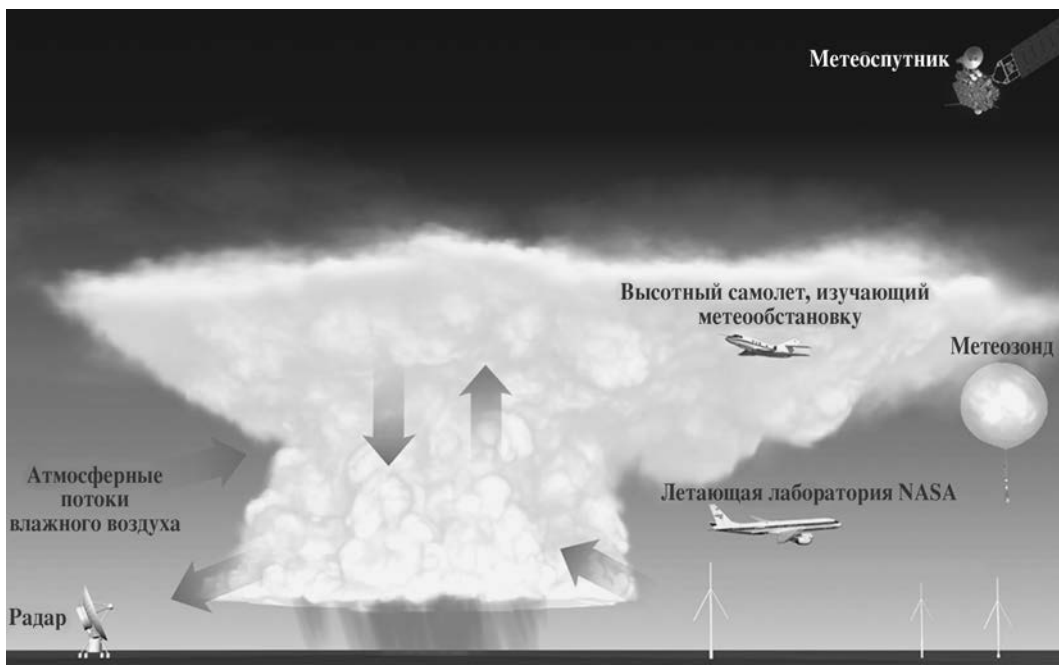 Метеоспутник
Высотный самолет, изучающий
метеообстановку
Метеозонд
Атмосферные
потоки
влажного воздуха
Летающая лаборатория NASA
Радар